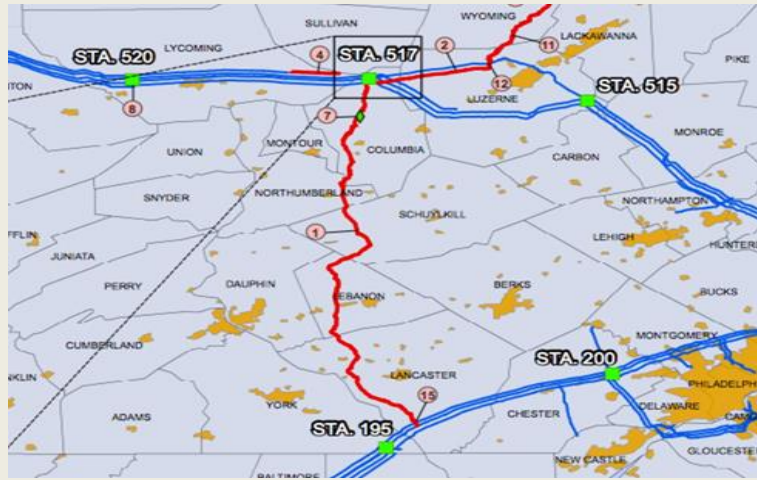 SULLIVAN
WYOMING
LACKAWANNA
11
PIKE
STA. 520
LYCOMING
4
STA. 517
2
12
STA. 515
8
LUZERNE
7
UNION
MONTOUR
COLUMBIA
CARBON
MONROE
SNYDER
NORTHUMBERLAND
NORTHAMPTON
SCHUYLKILL
1
LEHIGH
JUNIATA
PERRY
DAUPHIN
LEBANON
BERKS
BUCKS
CUMBERLAND
MONTGOMERY
STA. 200
LANCASTER
15
YORK
ADAMS
CHESTER
DELAWARE
STA. 195
NEW CASTLE